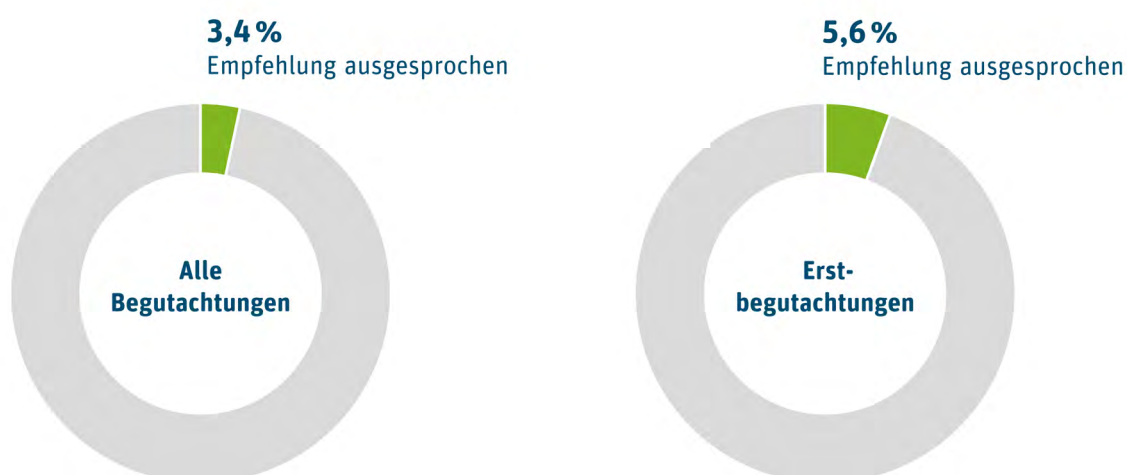 3,4 %
Empfehlung ausgesprochen
Alle
Begutachtungen
5,6 %
Empfehlung ausgesprochen
Erst-
begutachtungen